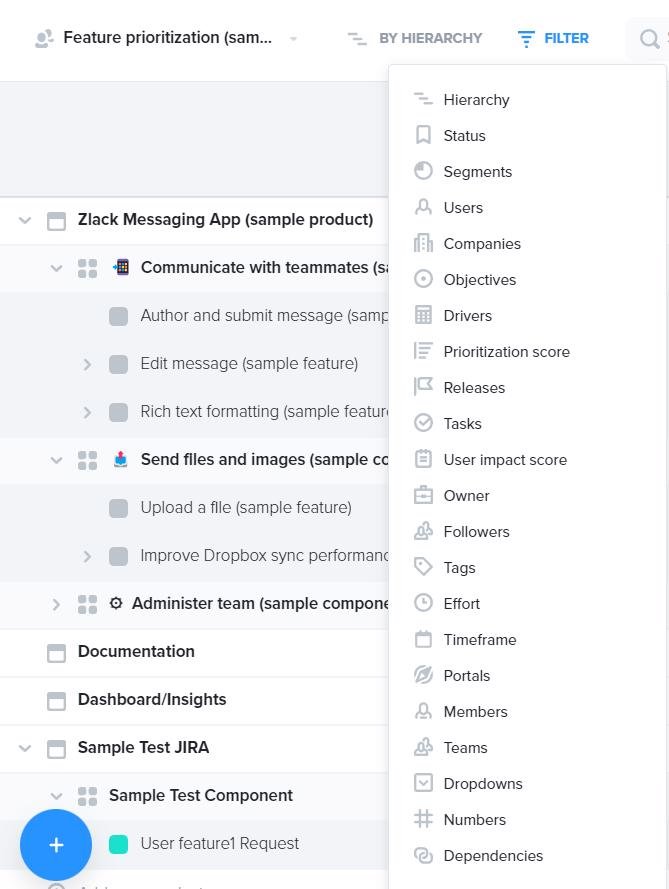 Feature prioritization (sam...
BY HIERARCHY
FILTER
Hierarchy
Status
Segments
Users
Companies
Objectives
Drivers
Prioritization score
Releases
Tasks
User impact score
Owner
Followers
Tags
Effort
Timeframe
Portals
Members
Teams
Dropdowns
Numbers
Dependencies
Zlack Messaging App (sample product)
Communicate with teammates (sa
Author and submit message (samp
Edit message (sample feature)
Rich text formatting (sample featur
Send files and images (sample co
Upload a file (sample feature)
Improve Dropbox sync performanc
Administer team (sample compone
Documentation
Dashboard/Insights
Sample Test JIRA
Sample Test Component
User feature1 Request